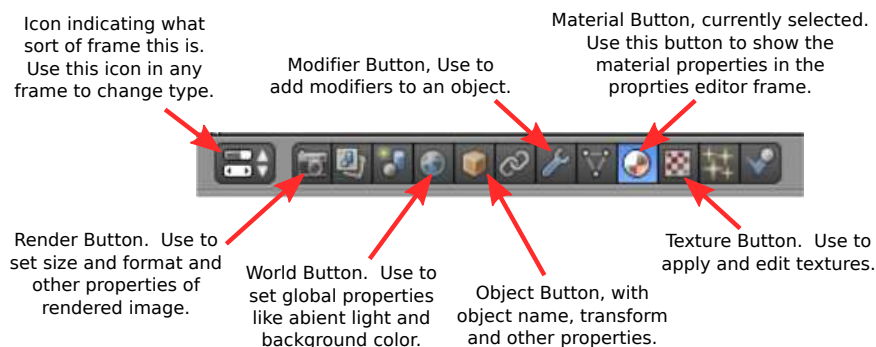 Icon indicating what
sort of frame this is.
Use this icon in any
frame to change type.
Modifier Button, Use to
add modifiers to an object.
Material Button, currently selected.
Use this button to show the
material properties in the
proprties editor frame.
Render Button.  Use to
set size and format and
other properties of
rendered image.
World Button.  Use to
set global properties
like abient light and
background color.
Object Button, with
object name, transform
and other properties.
Texture Button.  Use to
apply and edit textures.